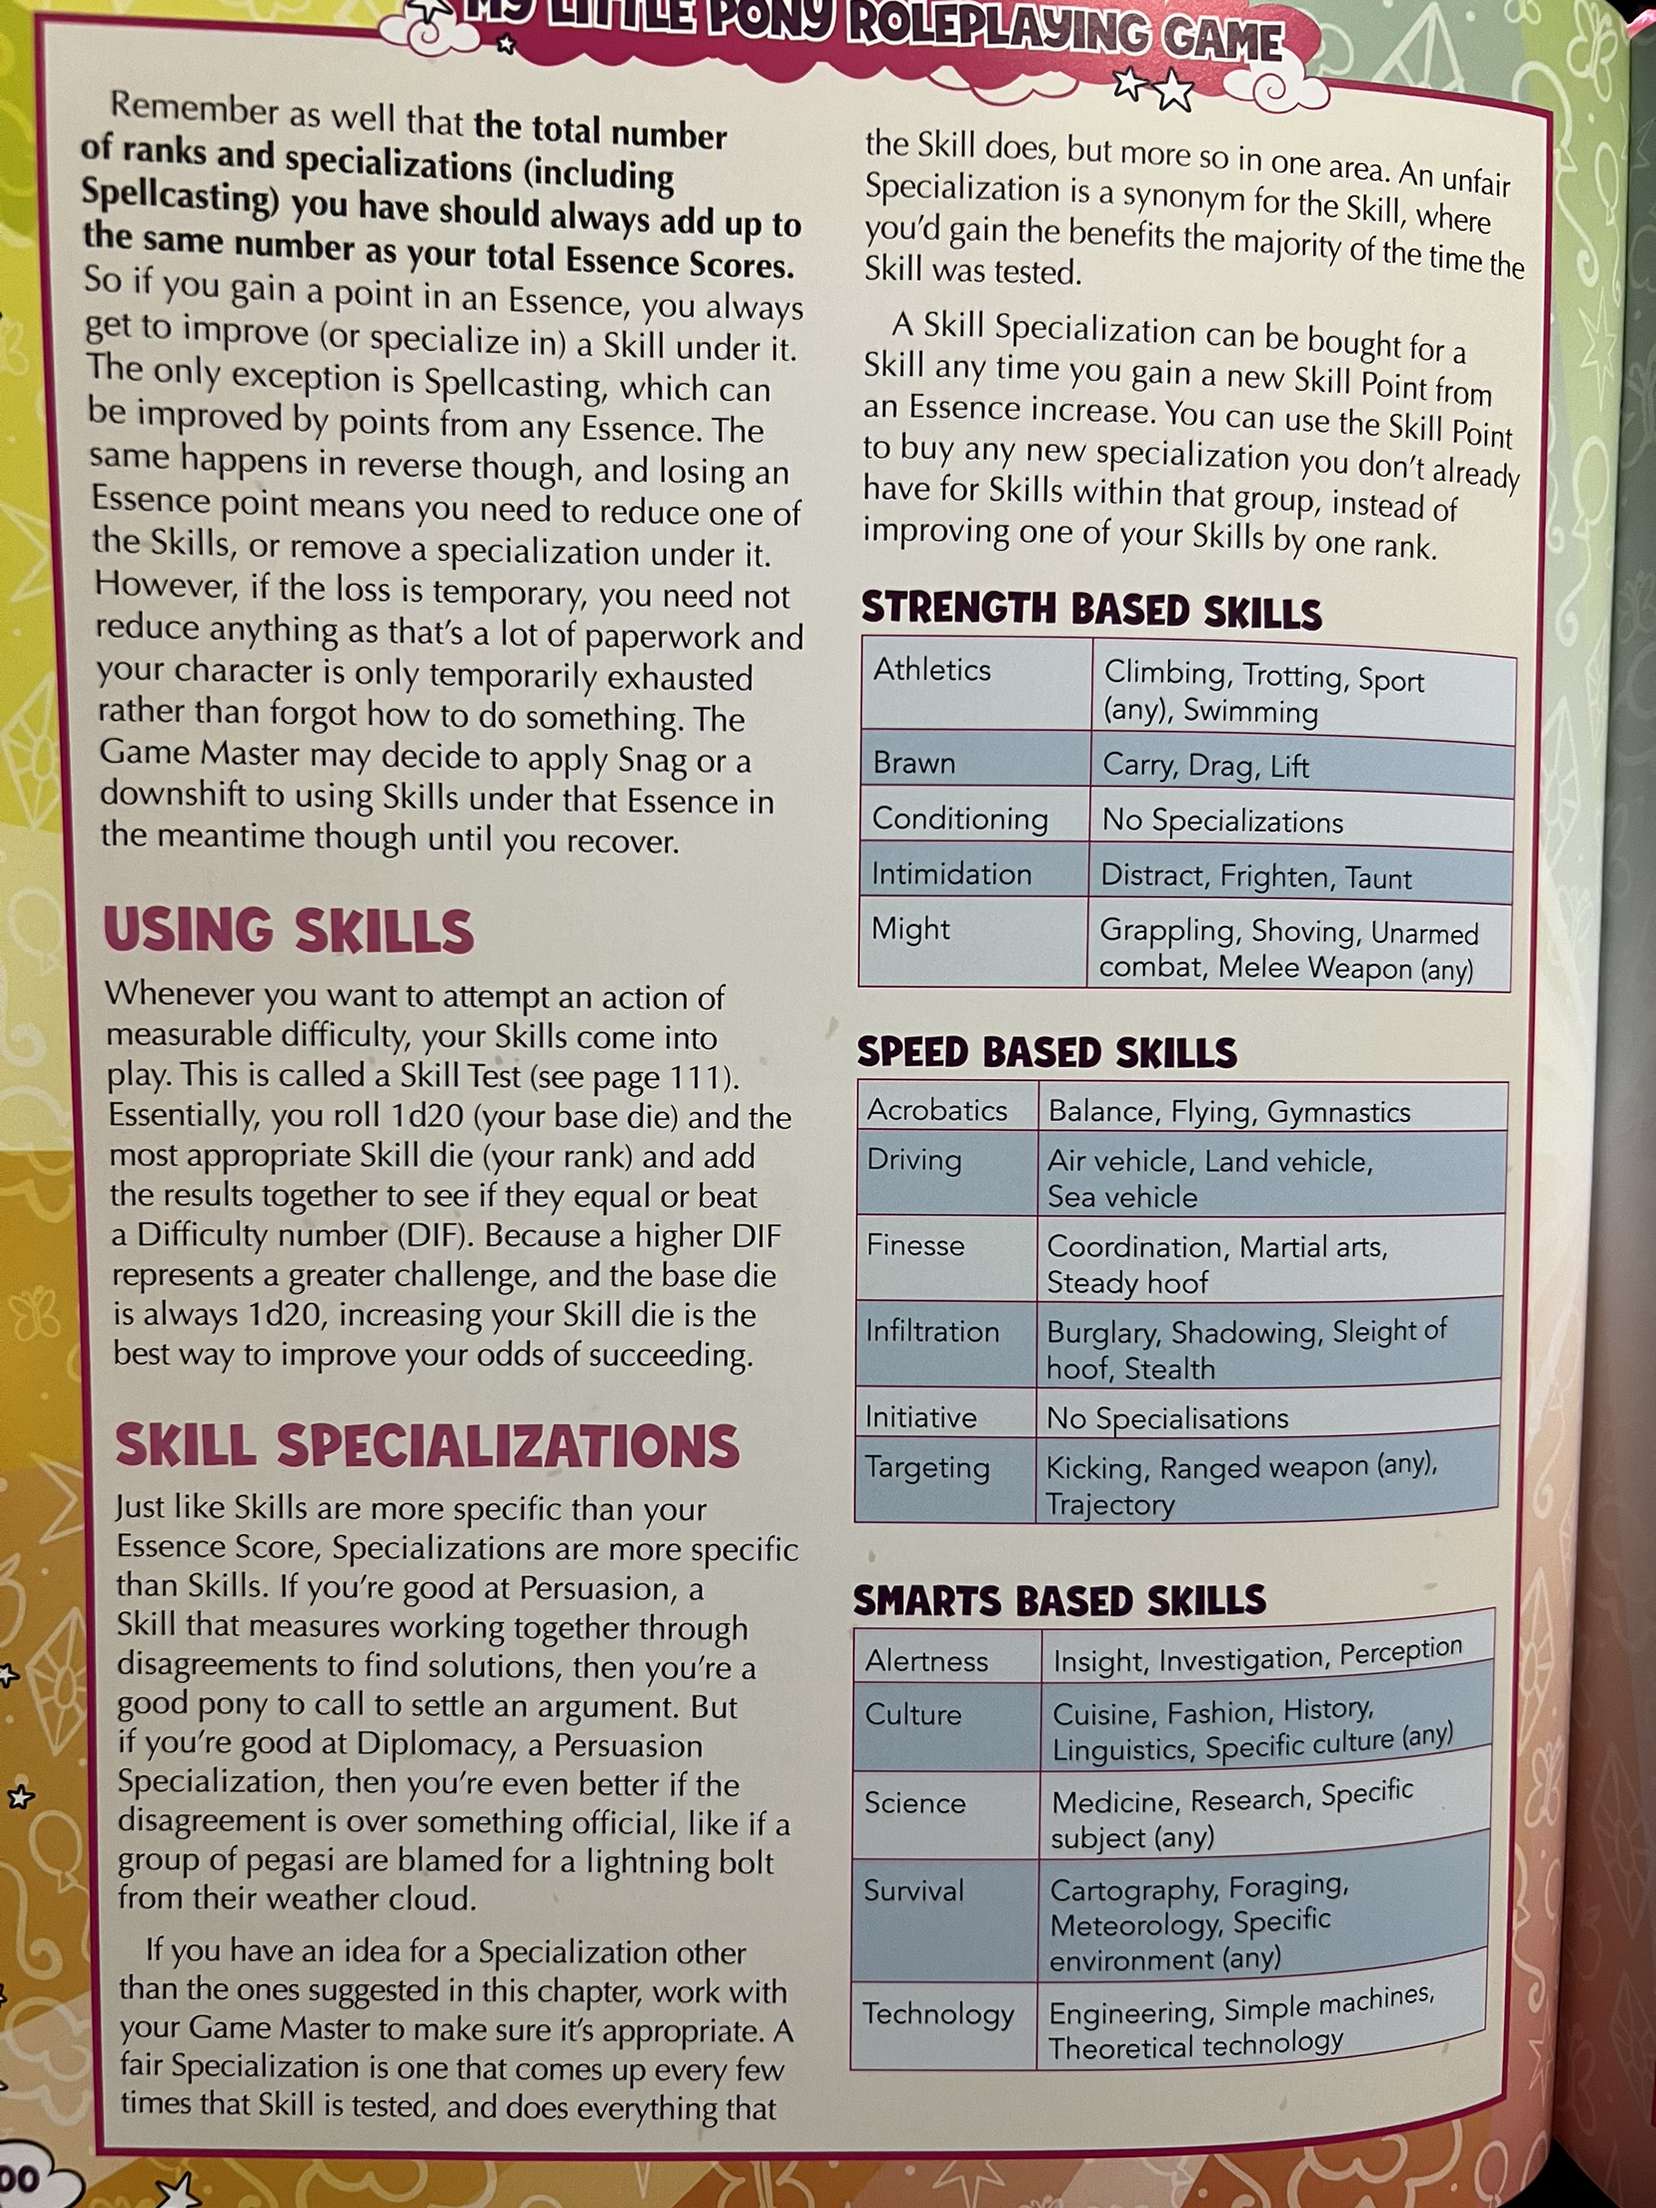 MY LITTLE PONY ROLEPLAYING GAME
Remember as well that the total number
of ranks and specializations (including
Spellcasting) you have should always add up to
the same number as your total Essence Scores.
So if you gain a point in an Essence, you always
get to improve (or specialize in) a Skill under it.
The only exception is Spellcasting, which can
be improved by points from any Essence. The
same happens in reverse though, and losing an
Essence point means you need to reduce one of
the Skills, or remove a specialization under it.
However, if the loss is temporary, you need not
reduce anything as that's a lot of paperwork and
your character is only temporarily exhausted
rather than forgot how to do something. The
Game Master may decide to apply Snag or a
downshift to using Skills under that Essence in
the meantime though until you recover.
USING SKILLS
Whenever you want to attempt an action of
measurable difficulty, your Skills come into
play. This is called a Skill Test (see page 111).
Essentially, you roll 1d20 (your base die) and the
most appropriate Skill die (your rank) and add
the results together to see if they equal or beat
a Difficulty number (DIF). Because a higher DIF
represents a greater challenge, and the base die
is always 1d20, increasing your Skill die is the
best way to improve your odds of succeeding.
SKILL SPECIALIZATIONS
Just like Skills are more specific than your
Essence Score, Specializations are more specific
than Skills. If you're good at Persuasion, a
Skill that measures working together through
disagreements to find solutions, then you're a
good pony to call to settle an argument. But
if you're good at Diplomacy, a Persuasion
Specialization, then you're even better if the
disagreement is over something official, like if a
group of pegasi are blamed for a lightning bolt
from their weather cloud.
If you have an idea for a Specialization other
than the ones suggested in this chapter, work with
your Game Master to make sure it's appropriate. A
fair Specialization is one that comes up every few
times that Skill is tested, and does everything that
the Skill does, but more so in one area. An unfair
Specialization is a synonym for the Skill, where
you'd gain the benefits the majority of the time the
Skill was tested.
A Skill Specialization can be bought for a
Skill any time you gain a new Skill Point from
an Essence increase. You can use the Skill Point
to buy any new specialization you don't already
have for Skills within that group, instead of
improving one of your Skills by one rank.
STRENGTH BASED SKILLS
Athletics Climbing, Trotting, Sport
(any), Swimming
Brawn Carry, Drag, Lift
Conditioning No Specializations
Intimidation Distract, Frighten, Taunt
Might Grappling, Shoving, Unarmed
combat, Melee Weapon (any)
SPEED BASED SKILLS
Acrobatics Balance, Flying, Gymnastics
Driving Air vehicle, Land vehicle,
Sea vehicle
Finesse Coordination, Martial arts,
Steady hoof
Infiltration Burglary, Shadowing, Sleight of
hoof, Stealth
Initiative No Specialisations
Targeting Kicking, Ranged weapon (any),
Trajectory
SMARTS BASED SKILLS
Alertness Insight, Investigation, Perception
Culture Cuisine, Fashion, History,
Linguistics, Specific culture (any)
Science Medicine, Research, Specific
subject (any)
Survival Cartography, Foraging,
Meteorology, Specific
environment (any)
Technology Engineering, Simple machines,
Theoretical technology
00